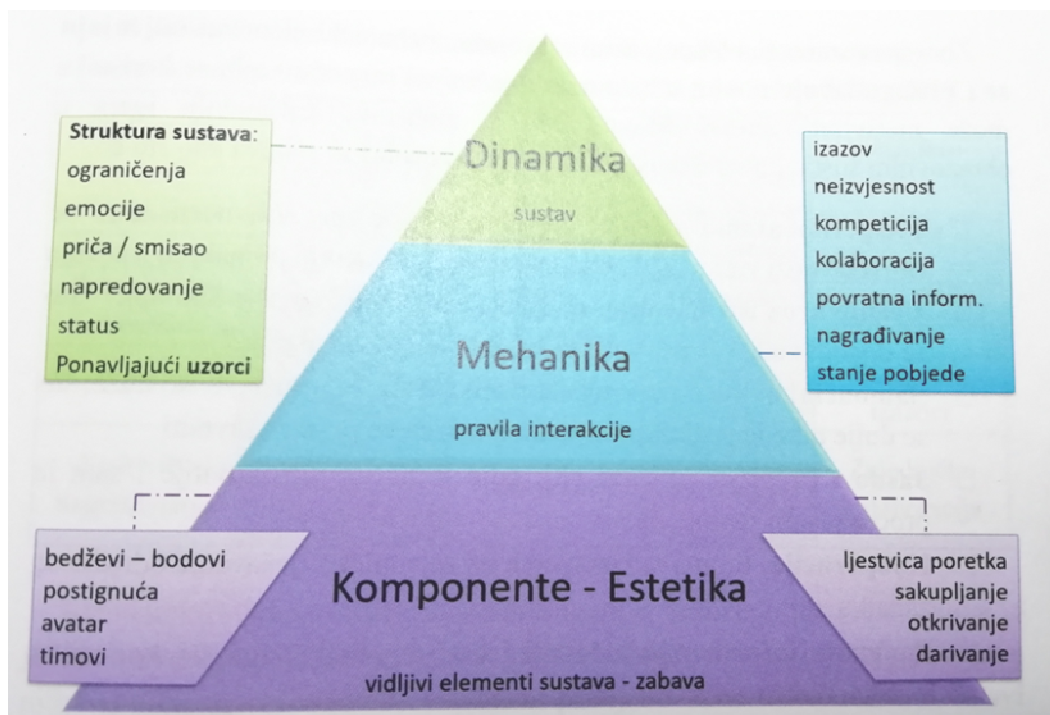 Struktura sustava:
ograničenja
emocije
priča / smisao
napredovanje
status
Ponavljajući uzorci
Dinamika
sustav
izazov
neizvjesnost
kompeticija
kolaboracija
povratna inform.
nagrađivanje
stanje pobjede
Mehanika
pravila interakcije
bedževi – bodovi
postignuća
avatar
timovi
Komponente - Estetika
vidljivi elementi sustava - zabava
ljestvica poretka
sakupljanje
otkrivanje
darivanje